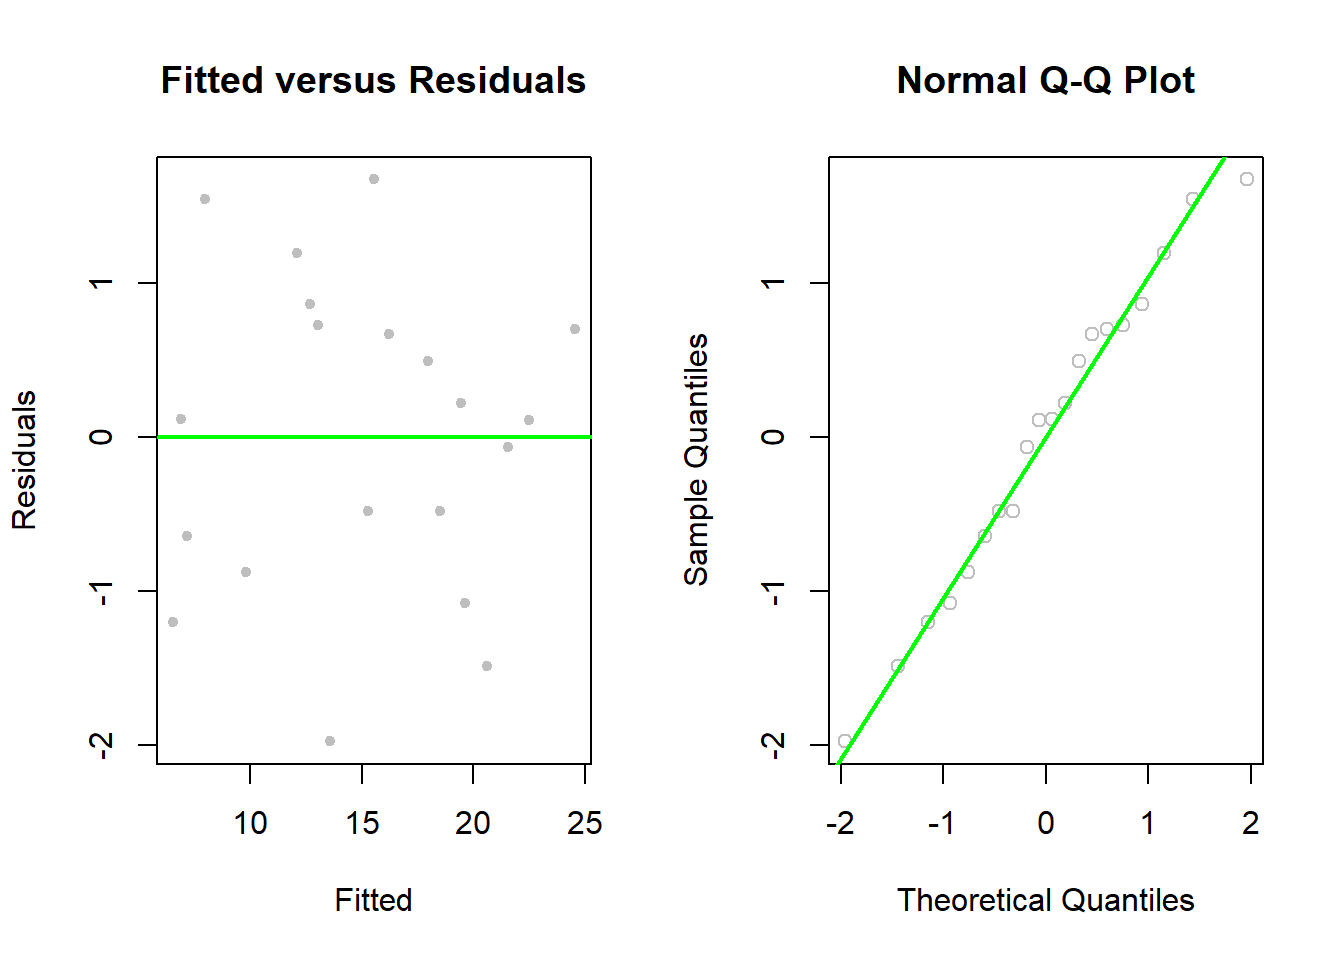 Fitted versus Residuals
Residuals
1
0
-1
-2
10 15 20 25
Fitted
Normal Q-Q Plot
Sample Quantiles
1
0
-1
-2
-2 -1 0 1 2
Theoretical Quantiles